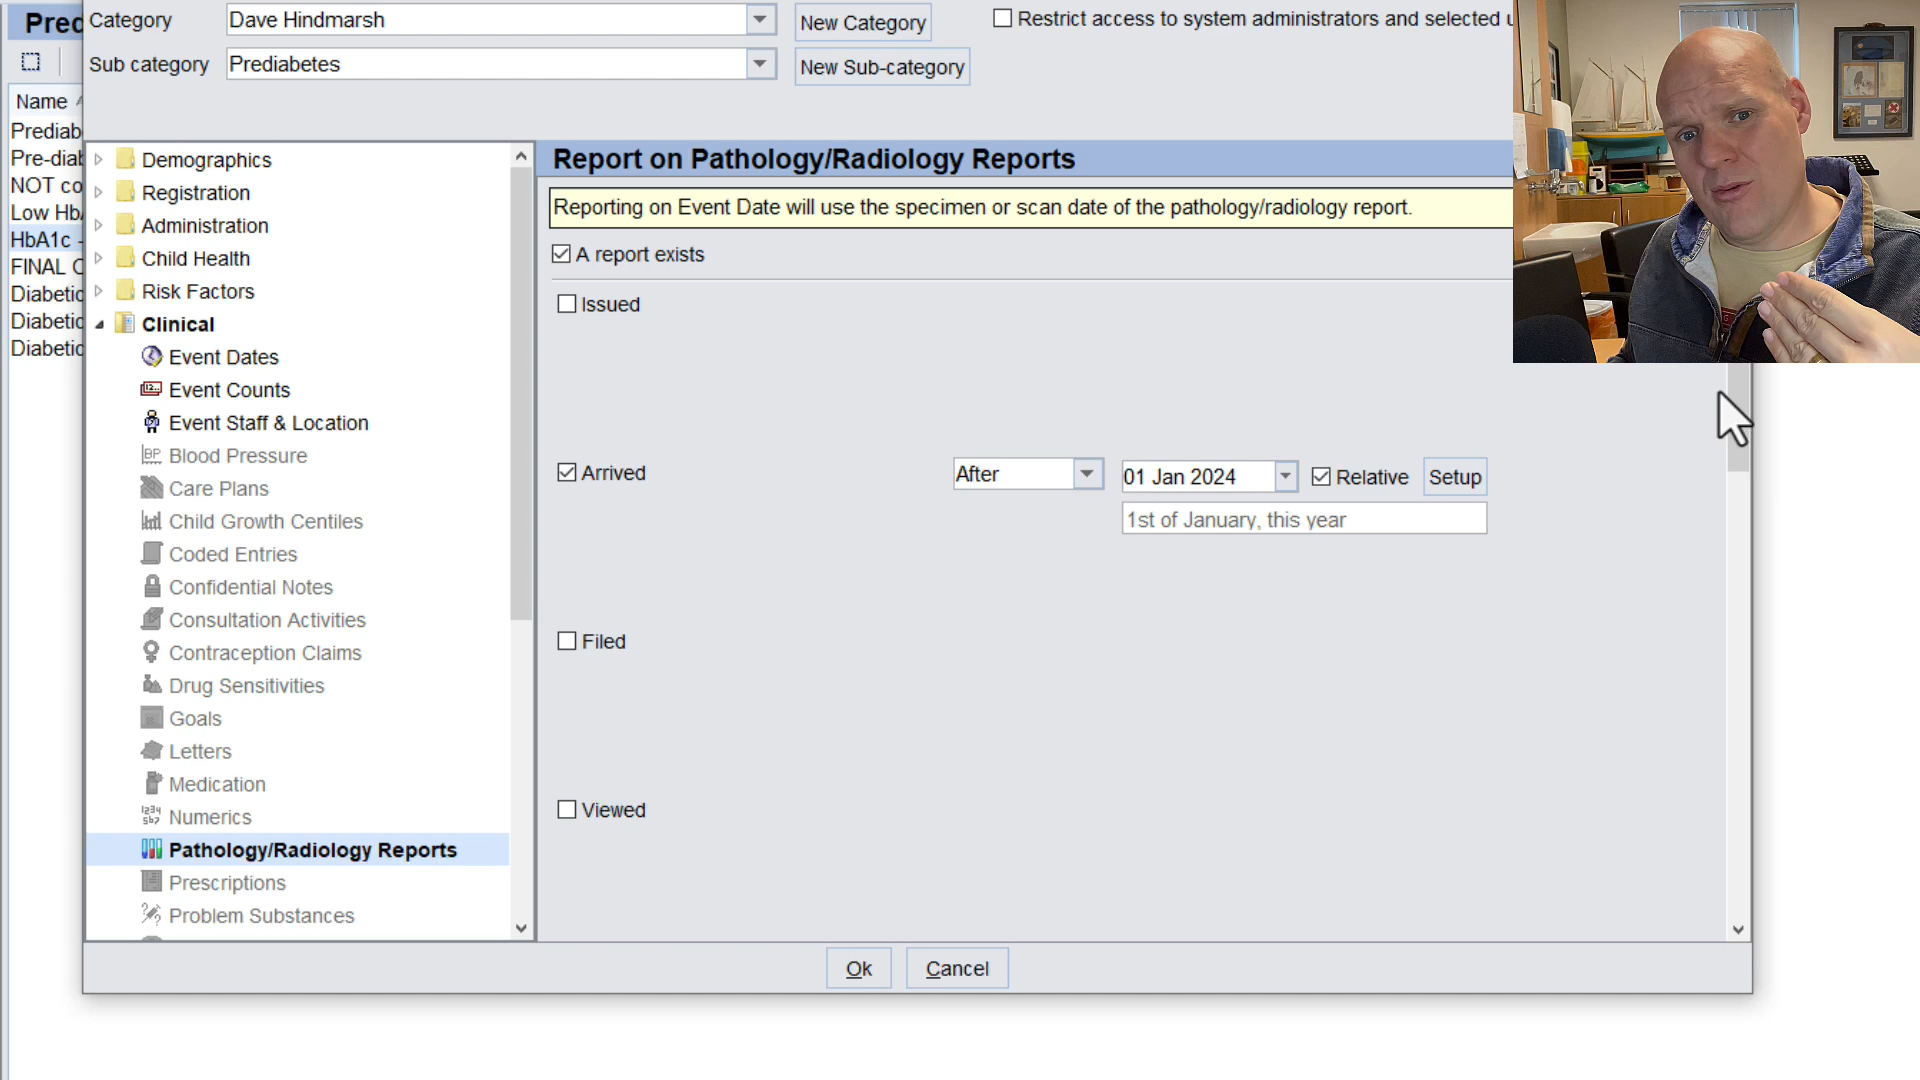 Pred
Category
Dave Hindmarsh
New Category
Restrict access to system administrators and selected u
Sub category
Prediabetes
New Sub-category
Name
Prediab
Pre-diab
NOT co
Low HbA
HbA1c -
FINAL C
Diabetic
Diabetic
Diabetic
Demographics
Registration
Administration
Child Health
Risk Factors
Clinical
Event Dates
Event Counts
Event Staff & Location
BP
Blood Pressure
Care Plans
Child Growth Centiles
Coded Entries
Confidential Notes
Consultation Activities
Contraception Claims
Drug Sensitivities
Goals
Letters
Medication
Numerics
Pathology/Radiology Reports
Prescriptions
Problem Substances
Report on Pathology/Radiology Reports
Reporting on Event Date will use the specimen or scan date of the pathology/radiology report.
A report exists
Issued
Arrived
After
01 Jan 2024
Relative
Setup
1st of January, this year
Filed
Viewed
Ok
Cancel